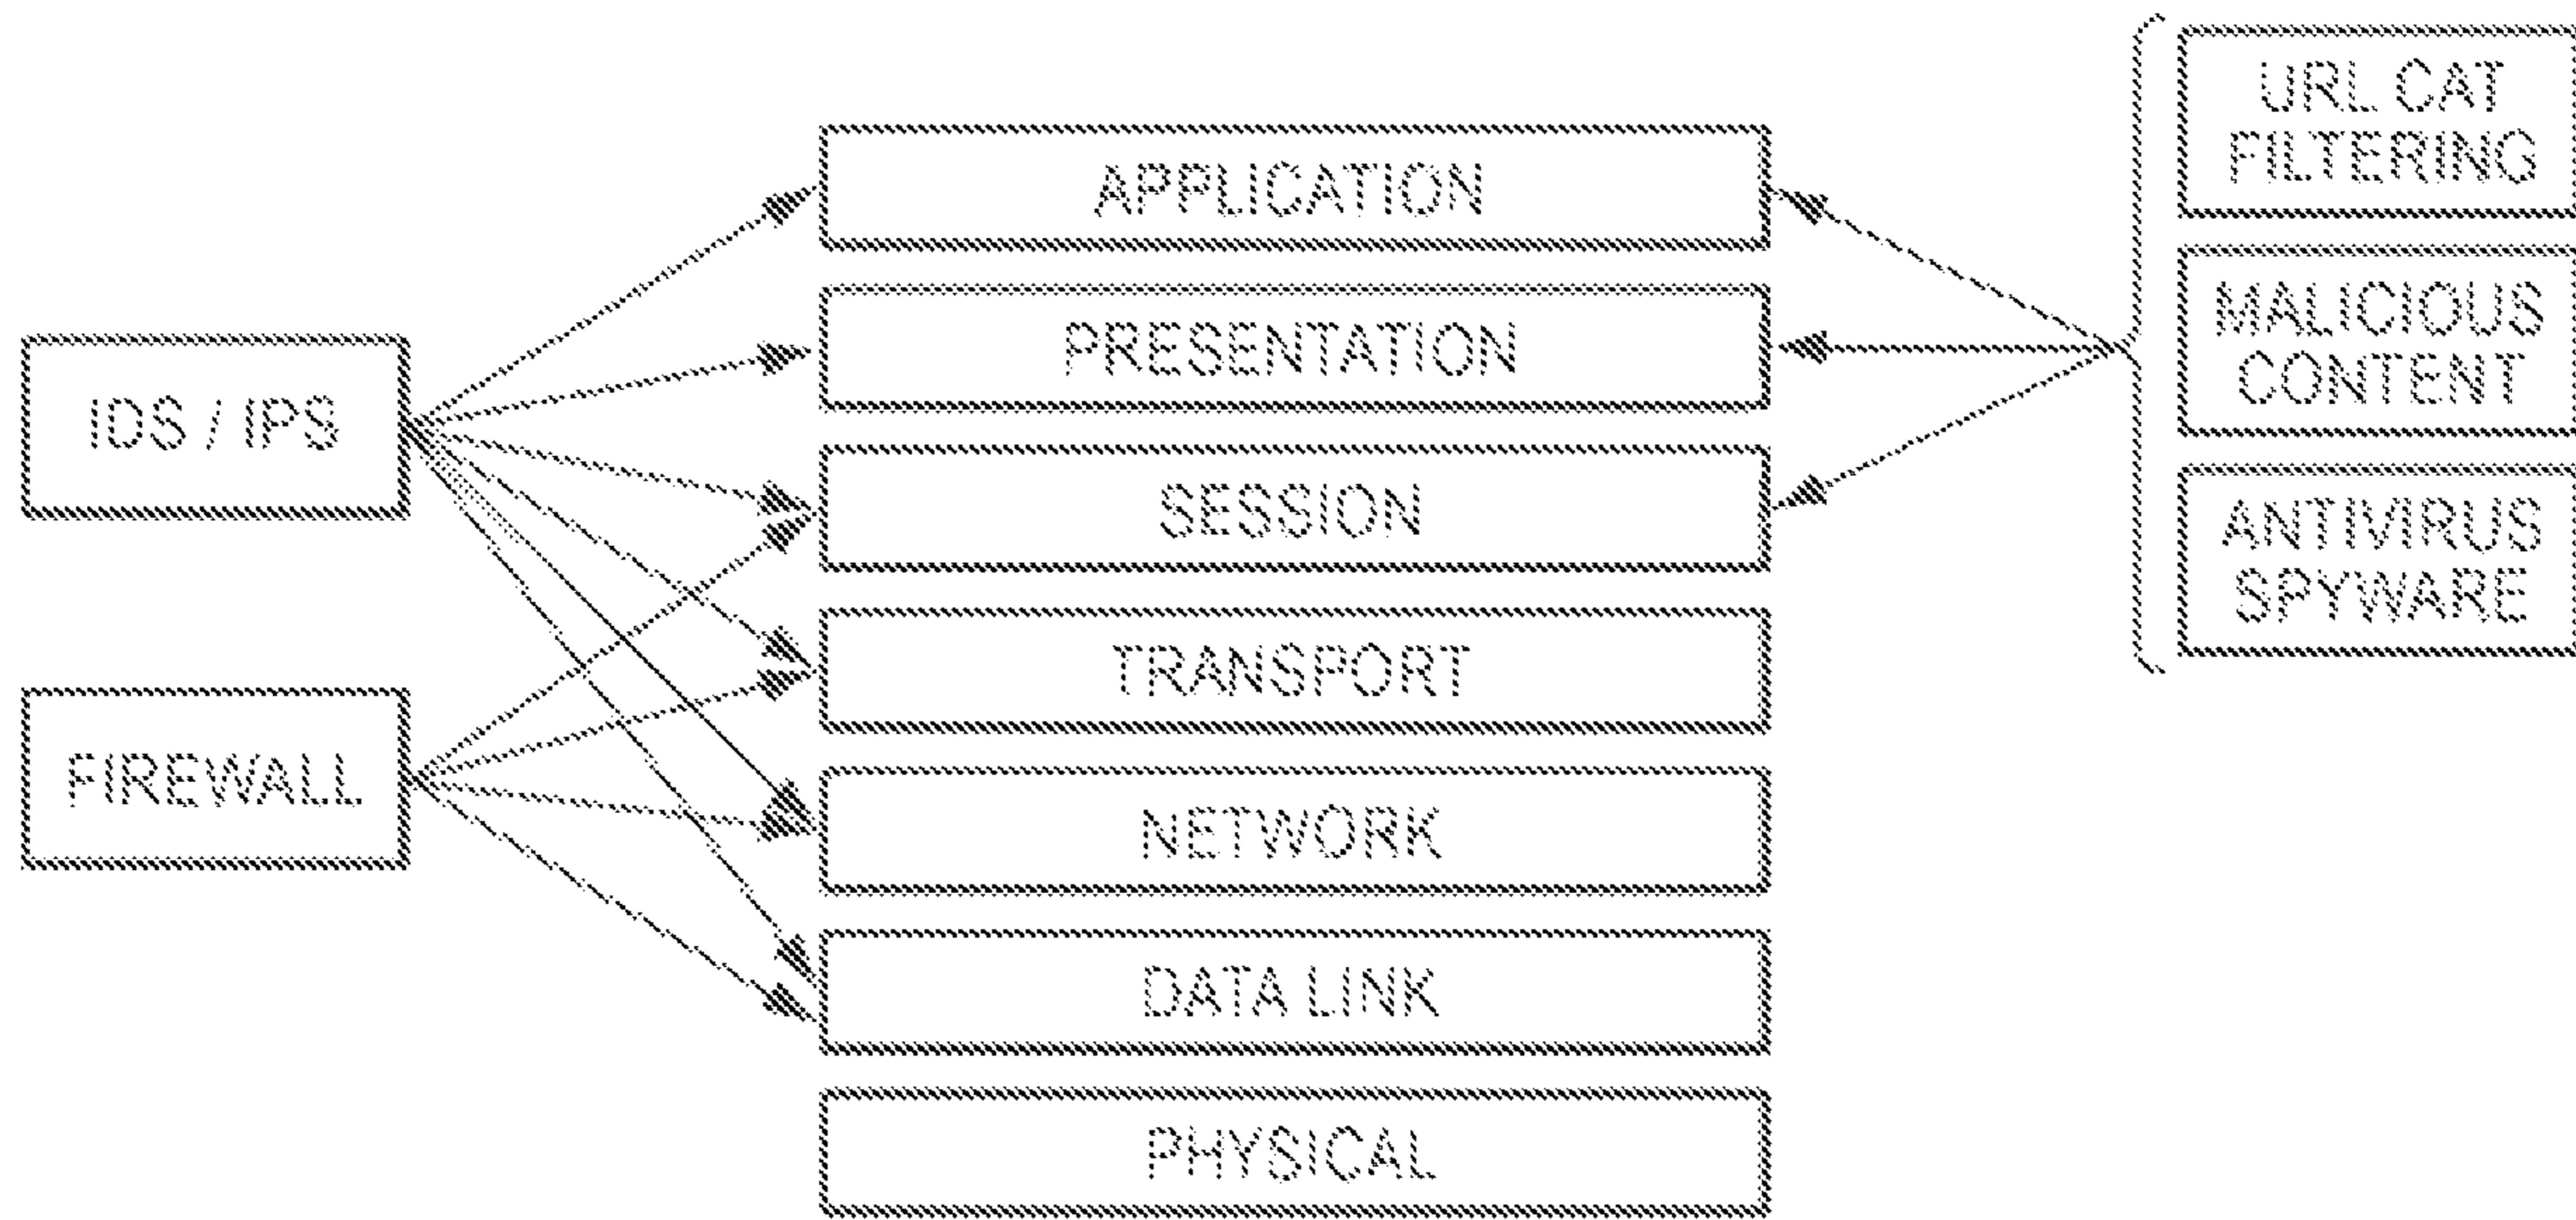 IDS / IPS
FIREWALL
APPLICATION
PRESENTATION
SESSION
TRANSPORT
NETWORK
DATA LINK
PHYSICAL
URL CAT
FILTERING
MALICIOUS
CONTENT
ANTIVIRUS
SPYWARE